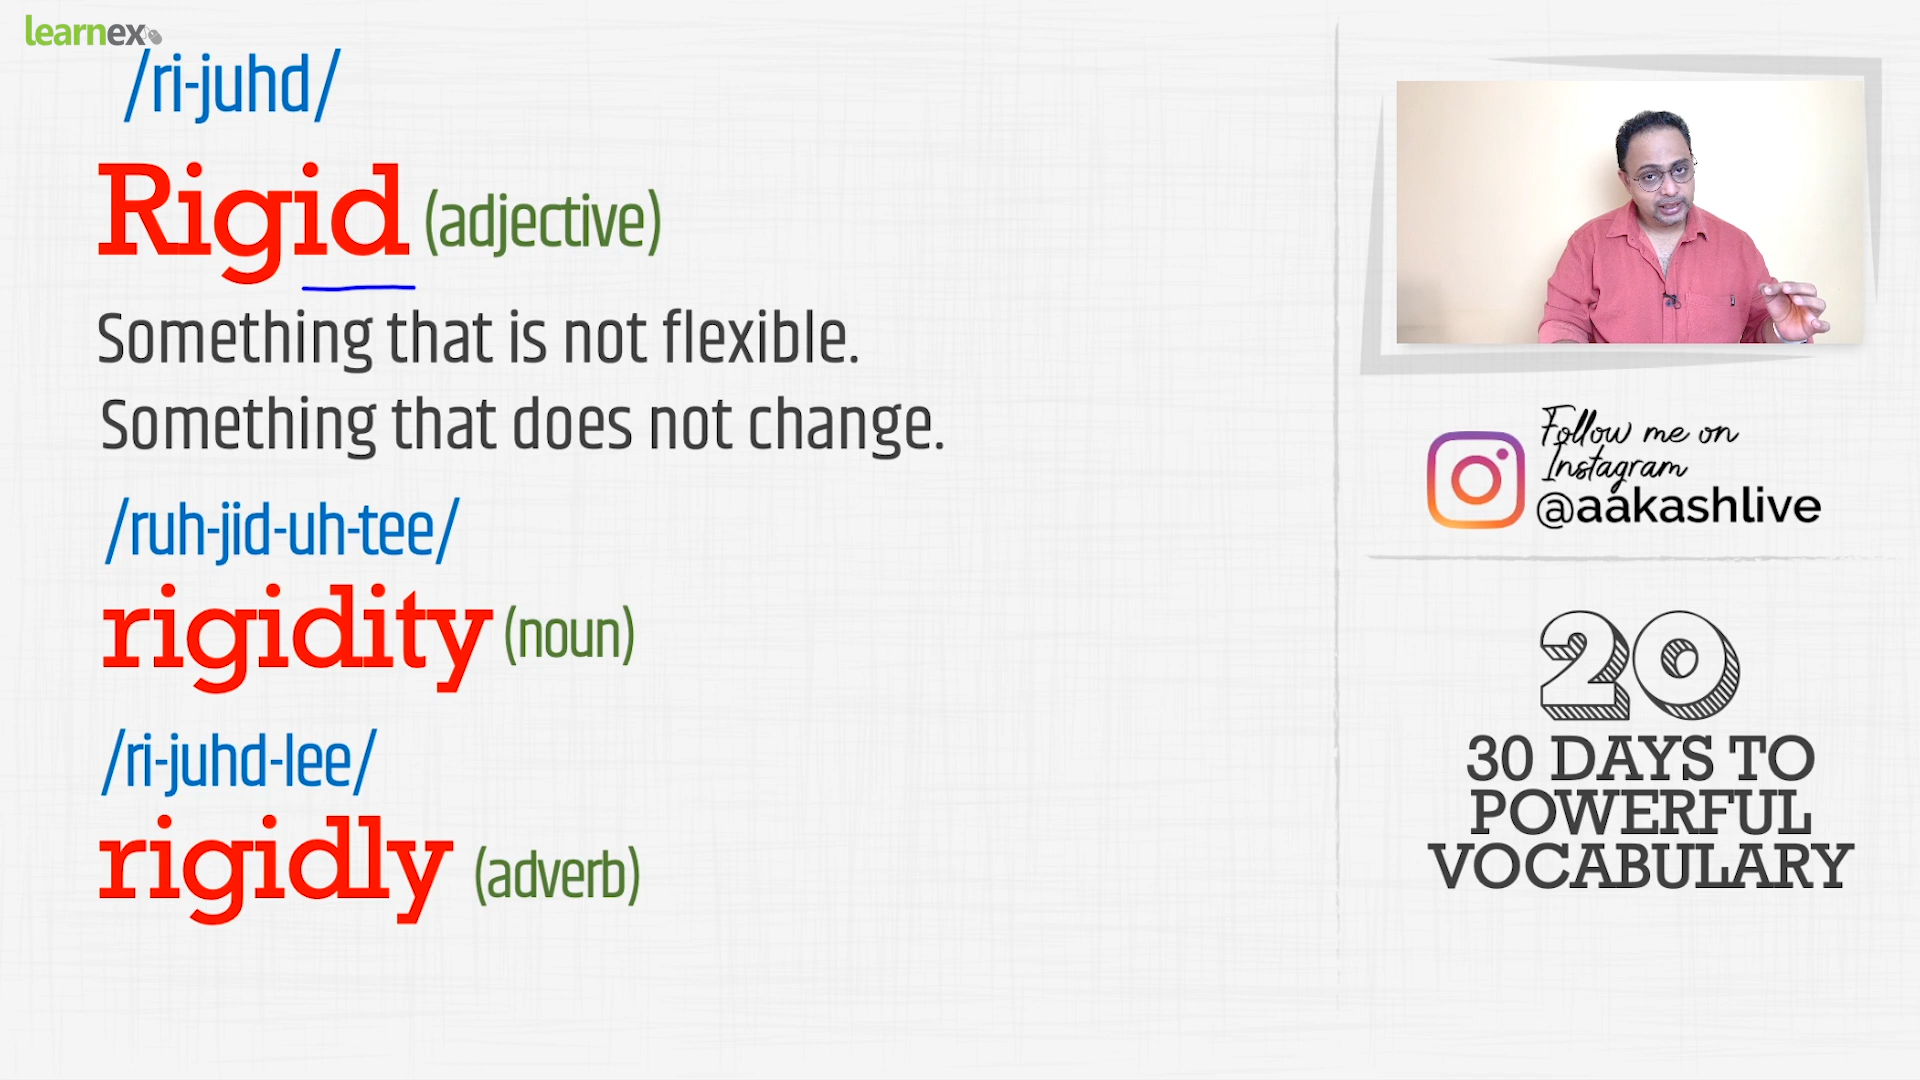 learnex
/ri-juhd/
Rigid (adjective)
Something that is not flexible.
Something that does not change.
/ruh-jid-uh-tee/
rigidity (noun)
/ri-juhd-lee/
rigidly (adverb)
Follow me on
Instagram
@aakashlive
20
30 DAYS TO
POWERFUL
VOCABULARY